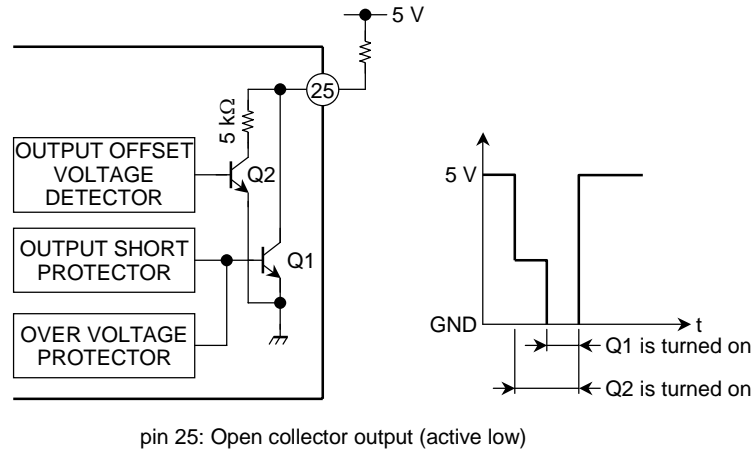 5 V
25
5 kΩ
OUTPUT OFFSET
VOLTAGE
DETECTOR
Q2
OUTPUT SHORT
PROTECTOR
Q1
OVER VOLTAGE
PROTECTOR
5 V
GND
t
Q1 is turned on
Q2 is turned on
pin 25: Open collector output (active low)